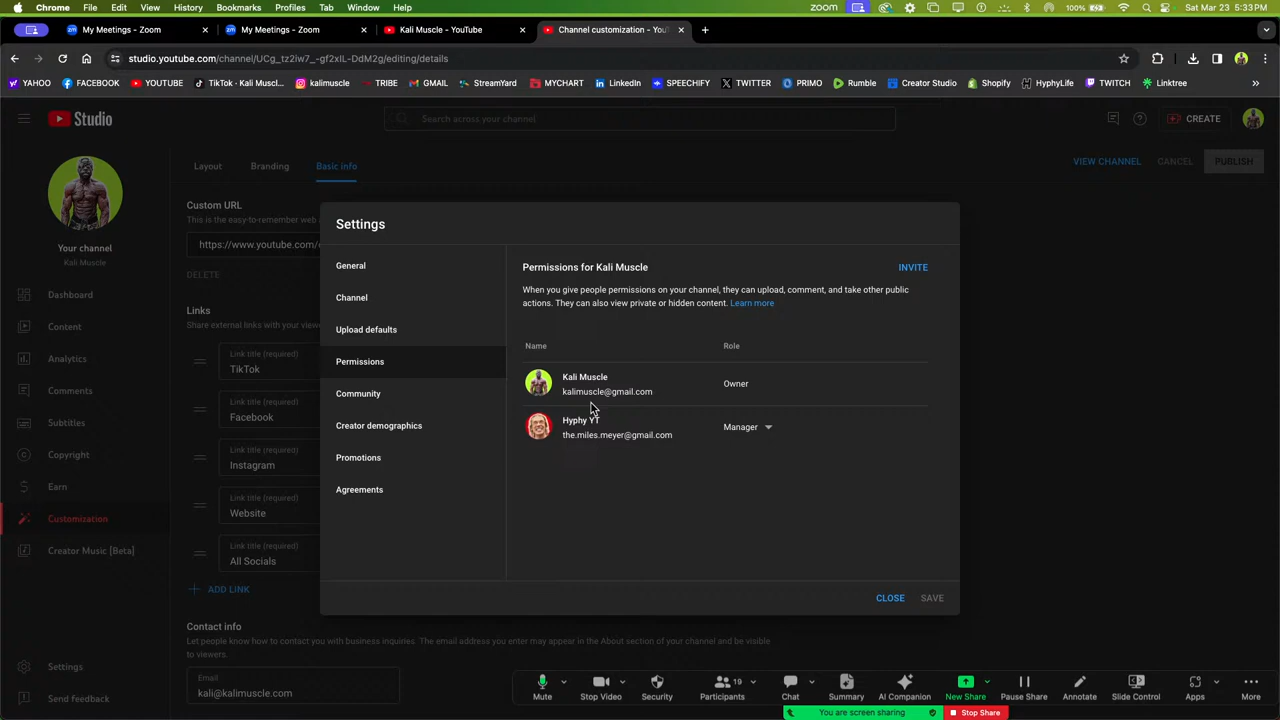 Chrome File Edit View History Bookmarks Profiles Tab Window Help ZOOM 100% Sat Mar 23 5:33 PM
My Meetings - Zoom My Meetings - Zoom Kali Muscle - YouTube Channel customization - You
studio.youtube.com/channel/UCg_tz2iw7_-gf2xIL-DdM2g/editing/details
YAHOO FACEBOOK YOUTUBE TikTok - Kali Muscl... kalimuscle TRIBE GMAIL StreamYard MYCHART LinkedIn SPEECHIFY TWITTER PRIMO Rumble Creator Studio Shopify HyphyLife TWITCH Linktree
Studio Search across your channel CREATE
Layout Branding Basic info VIEW CHANNEL CANCEL PUBLISH
Custom URL
This is the easy-to-remember web
https://www.youtube.com/
DELETE
Your channel
Kali Muscle
Dashboard
Content
Analytics
Comments
Subtitles
Copyright
Earn
Customization
Creator Music [Beta]
Settings
Send feedback
Links
Share external links with your view
Link title (required)
TikTok
Link title (required)
Facebook
Link title (required)
Instagram
Link title (required)
Website
Link title (required)
All Socials
ADD LINK
Contact info
Let people know how to contact you with business inquiries. The email address you enter may appear in the About section of your channel and be visible
to viewers.
Email
kali@kalimuscle.com
Settings
General
Channel
Upload defaults
Permissions
Community
Creator demographics
Promotions
Agreements
Permissions for Kali Muscle INVITE
When you give people permissions on your channel, they can upload, comment, and take other public
actions. They can also view private or hidden content. Learn more
Name Role
Kali Muscle
kalimuscle@gmail.com
Owner
Hyphy YT
the.miles.meyer@gmail.com
Manager
CLOSE SAVE
Mute Stop Video Security Participants 19 Chat Summary AI Companion New Share Pause Share Annotate Slide Control Apps More
You are screen sharing Stop Share